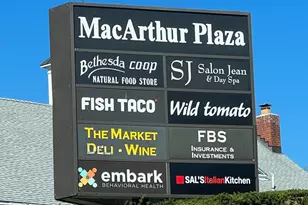 MacArthur Plaza
Bethesda coop
NATURAL FOOD STORE
SJ Salon Jean
& Day Spa
FISH TACO
Wild tomato
THE MARKET
DELI • WINE
FBS
INSURANCE &
INVESTMENTS
embark
BEHAVIORAL HEALTH
SAL'S Italian Kitchen